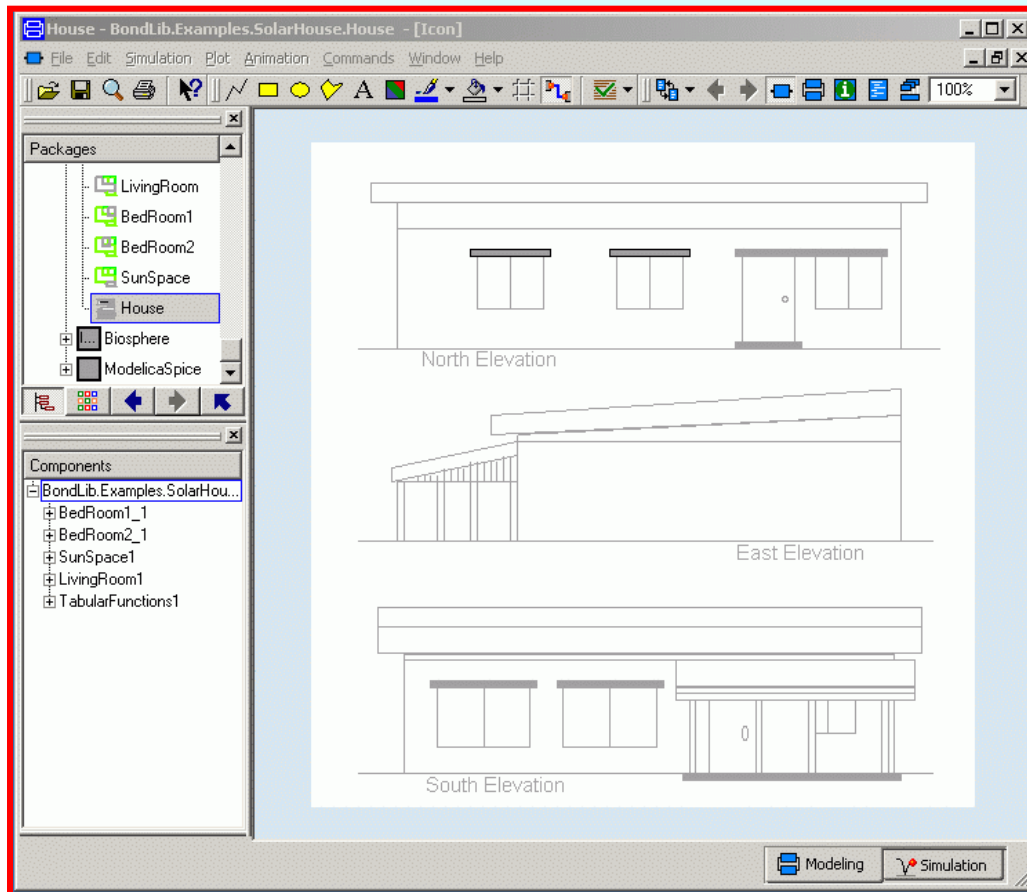 House - BondLib.Examples.SolarHouse.House - [Icon]
File Edit Simulation Plot Animation Commands Window Help
A 100%
Packages
LivingRoom
BedRoom1
BedRoom2
SunSpace
House
I... Biosphere
ModelicaSpice
Components
BondLib.Examples.SolarHou...
BedRoom1_1
BedRoom2_1
SunSpace1
LivingRoom1
TabularFunctions1
North Elevation
East Elevation
South Elevation
Modeling Simulation